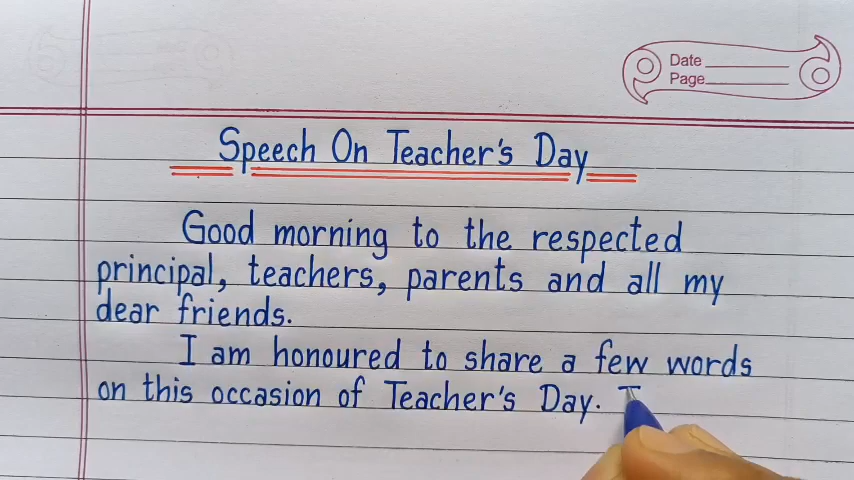 Date
Page
Speech On Teacher's Day
Good morning to the respected
principal, teachers, parents and all my
dear friends.
I am honoured to share a few words
on this occasion of Teacher's Day.